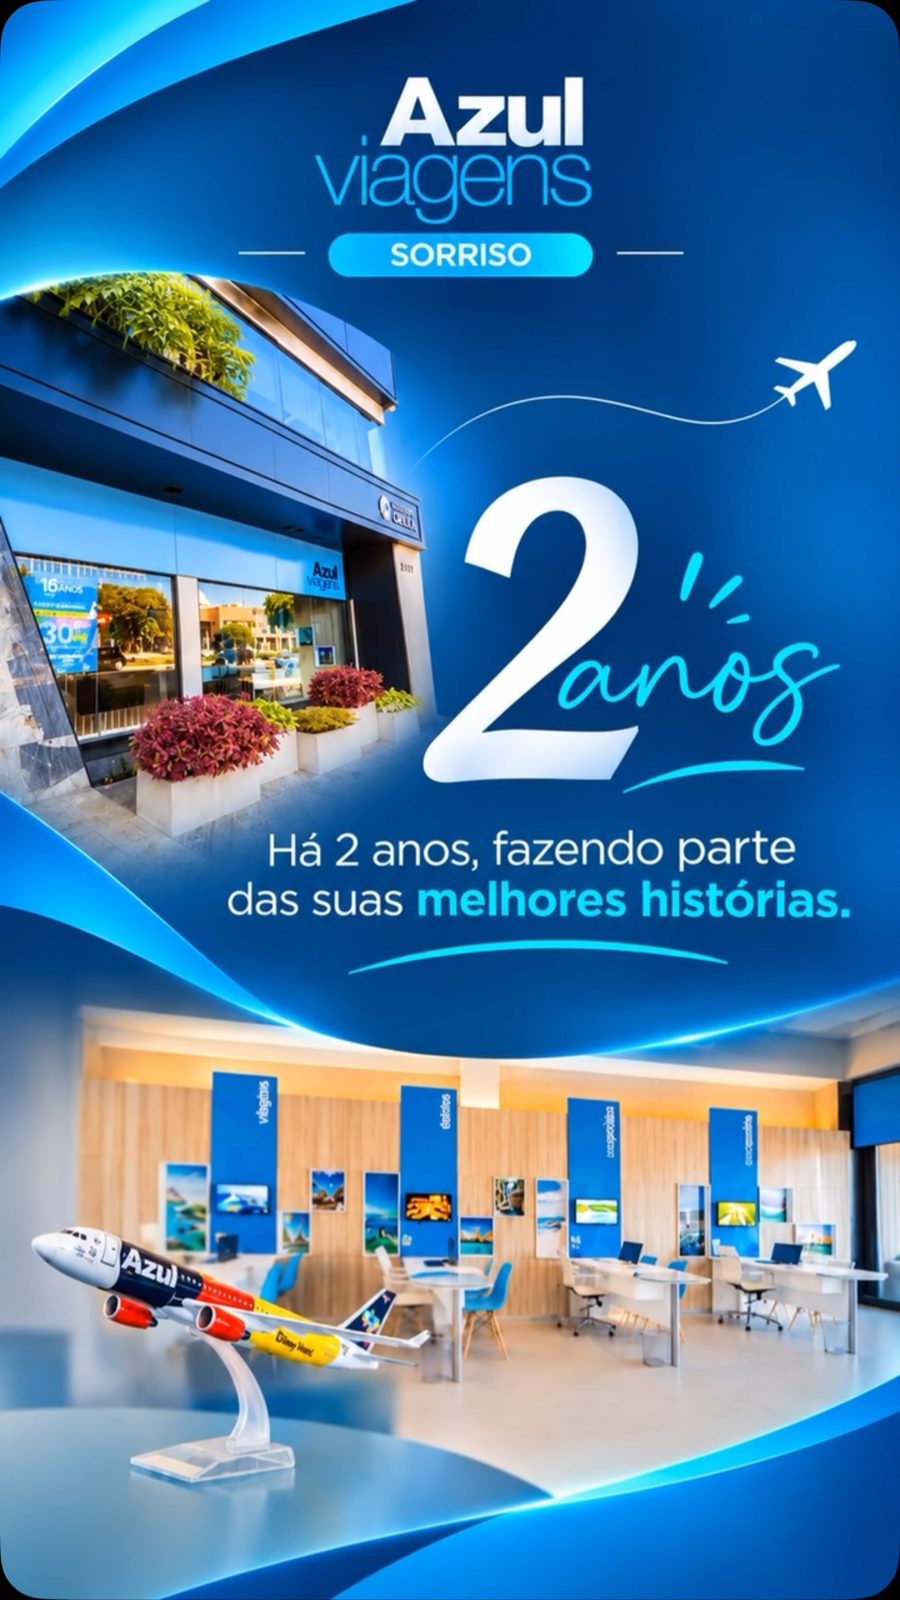 Azul
viagens
SORRISO
2
anos
Há 2 anos, fazendo parte
das suas melhores histórias.
Azul
viagens
16 ANOS
30
viagens
Azul